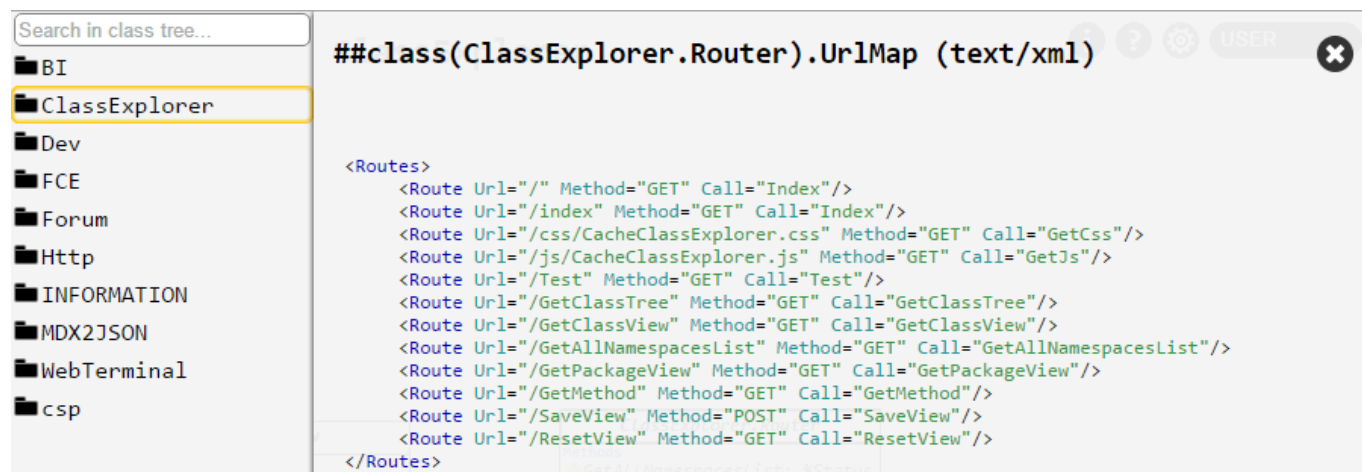 Search in class tree...
BI
ClassExplorer
Dev
FCE
Forum
Http
INFORMATION
MDX2JSON
WebTerminal
csp
##class(ClassExplorer.Router).UrlMap (text/xml)
USER
<Routes>
<Route Url="/" Method="GET" Call="Index"/>
<Route Url="/index" Method="GET" Call="Index"/>
<Route Url="/css/CacheClassExplorer.css" Method="GET" Call="GetCss"/>
<Route Url="/js/CacheClassExplorer.js" Method="GET" Call="GetJs"/>
<Route Url="/Test" Method="GET" Call="Test"/>
<Route Url="/GetClassTree" Method="GET" Call="GetClassTree"/>
<Route Url="/GetClassView" Method="GET" Call="GetClassView"/>
<Route Url="/GetAllNamespacesList" Method="GET" Call="GetAllNamespacesList"/>
<Route Url="/GetPackageView" Method="GET" Call="GetPackageView"/>
<Route Url="/GetMethod" Method="GET" Call="GetMethod"/>
<Route Url="/SaveView" Method="POST" Call="SaveView"/>
<Route Url="/ResetView" Method="GET" Call="ResetView"/>
</Routes>
Methods
GetAllNamespacesList: %Status